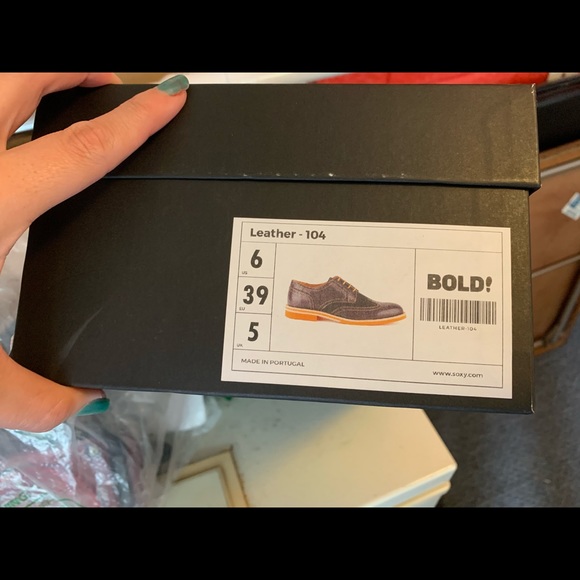 Leather - 104
6
US
39
EU
5
UK
BOLD!
LEATHER-104
MADE IN PORTUGAL
www.soxy.com